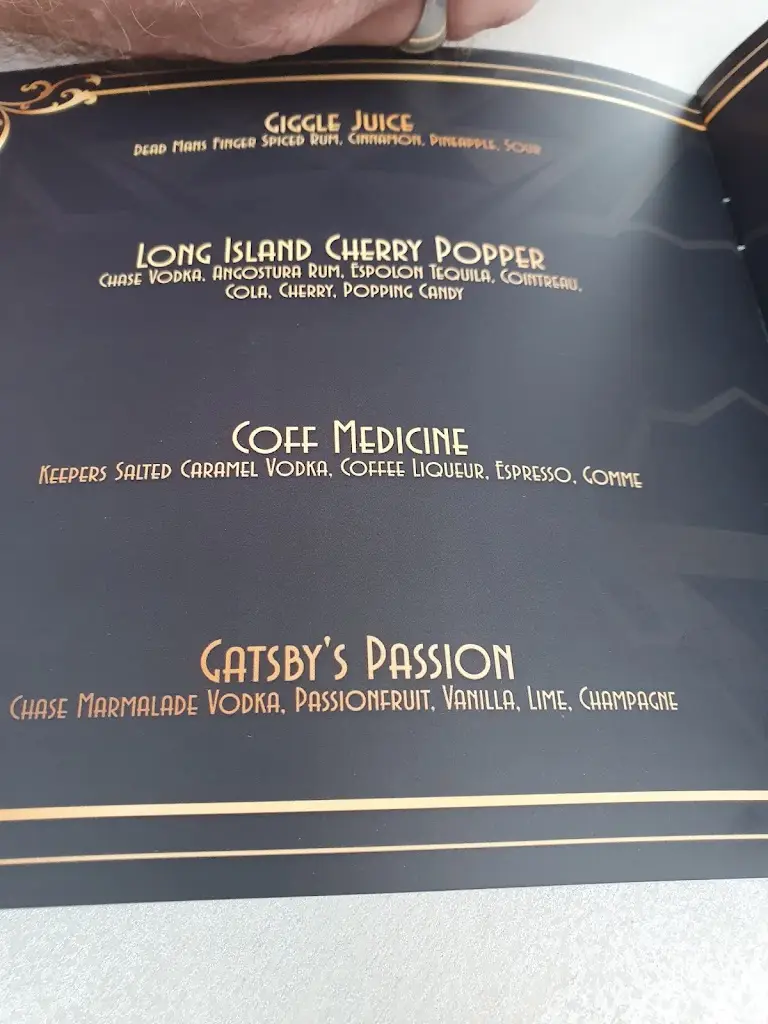 Giggle Juice
Dead Mans Finger Spiced Rum, Cinnamon, Pineapple, Sour
Long Island Cherry Popper
Chase Vodka, Angostura Rum, Espolon Tequila, Cointreau,
Cola, Cherry, Popping Candy
Coff Medicine
Keepers Salted Caramel Vodka, Coffee Liqueur, Espresso, Gomme
Gatsby's Passion
Chase Marmalade Vodka, Passionfruit, Vanilla, Lime, Champagne